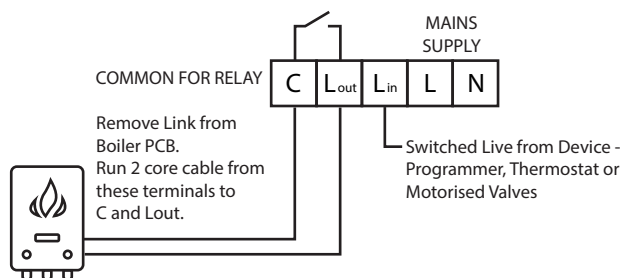 MAINS
SUPPLY
COMMON FOR RELAY
C Lout Lin L N
Remove Link from
Boiler PCB.
Run 2 core cable from
these terminals to
C and Lout.
Switched Live from Device -
Programmer, Thermostat or
Motorised Valves